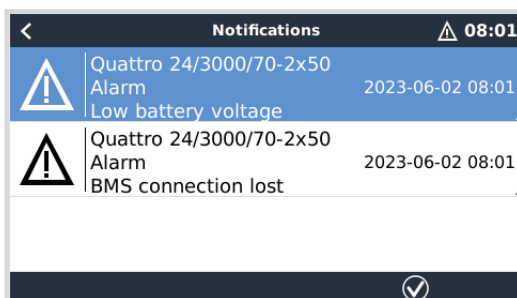 Notifications
08:01
Quattro 24/3000/70-2x50
Alarm
2023-06-02 08:01
Low battery voltage
Quattro 24/3000/70-2x50
Alarm
2023-06-02 08:01
BMS connection lost